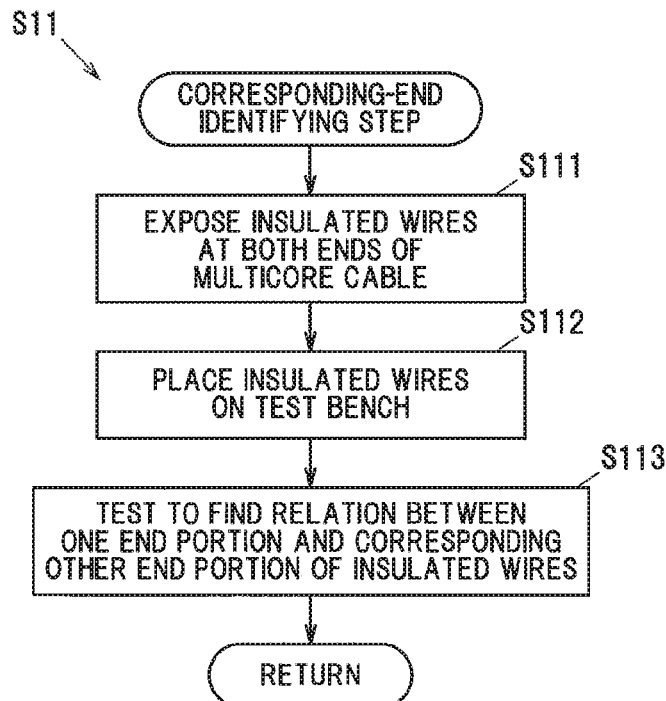 S11
CORRESPONDING-END
IDENTIFYING STEP
S111
EXPOSE INSULATED WIRES
AT BOTH ENDS OF
MULTICORE CABLE
S112
PLACE INSULATED WIRES
ON TEST BENCH
S113
TEST TO FIND RELATION BETWEEN
ONE END PORTION AND CORRESPONDING
OTHER END PORTION OF INSULATED WIRES
RETURN